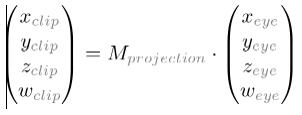 x_clip x_eye
y_clip y_eye
z_clip = M_projection · z_eye
w_clip w_eye